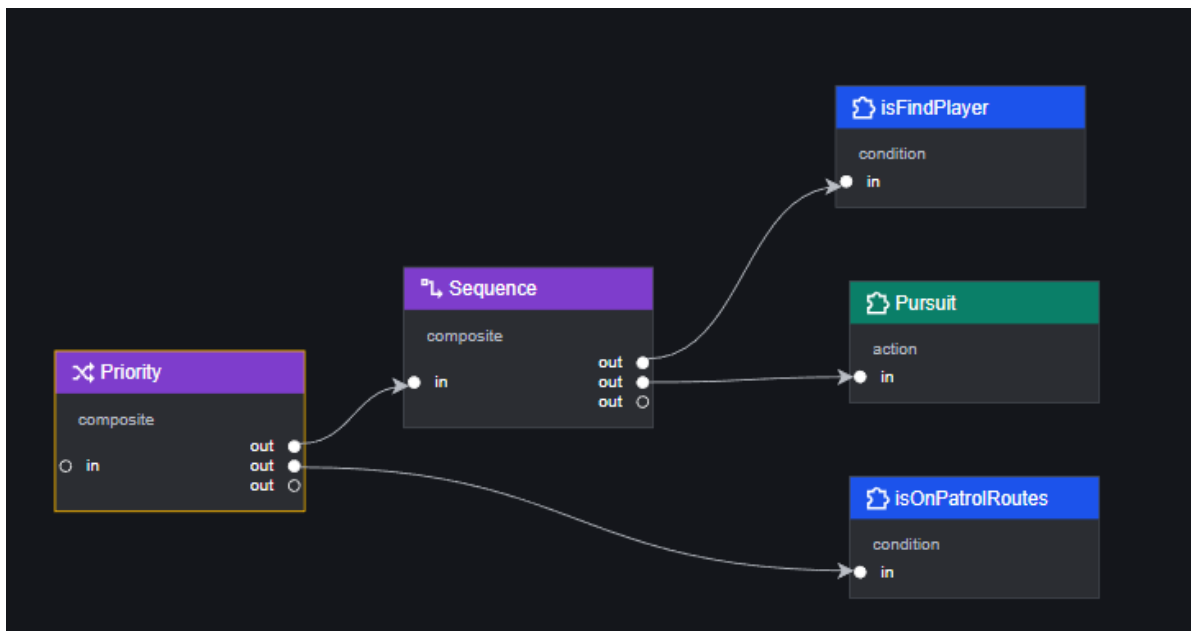 isFindPlayer
condition
in
Sequence
composite
out
in
out
out
Pursuit
action
in
Priority
composite
out
in
out
out
isOnPatrolRoutes
condition
in